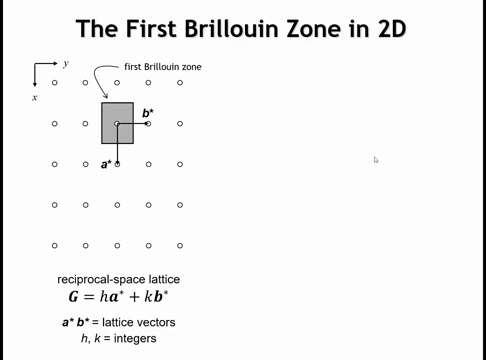 The First Brillouin Zone in 2D
y
first Brillouin zone
x
b*
a*
reciprocal-space lattice
G = ha* + kb*
a* b* = lattice vectors
h, k = integers